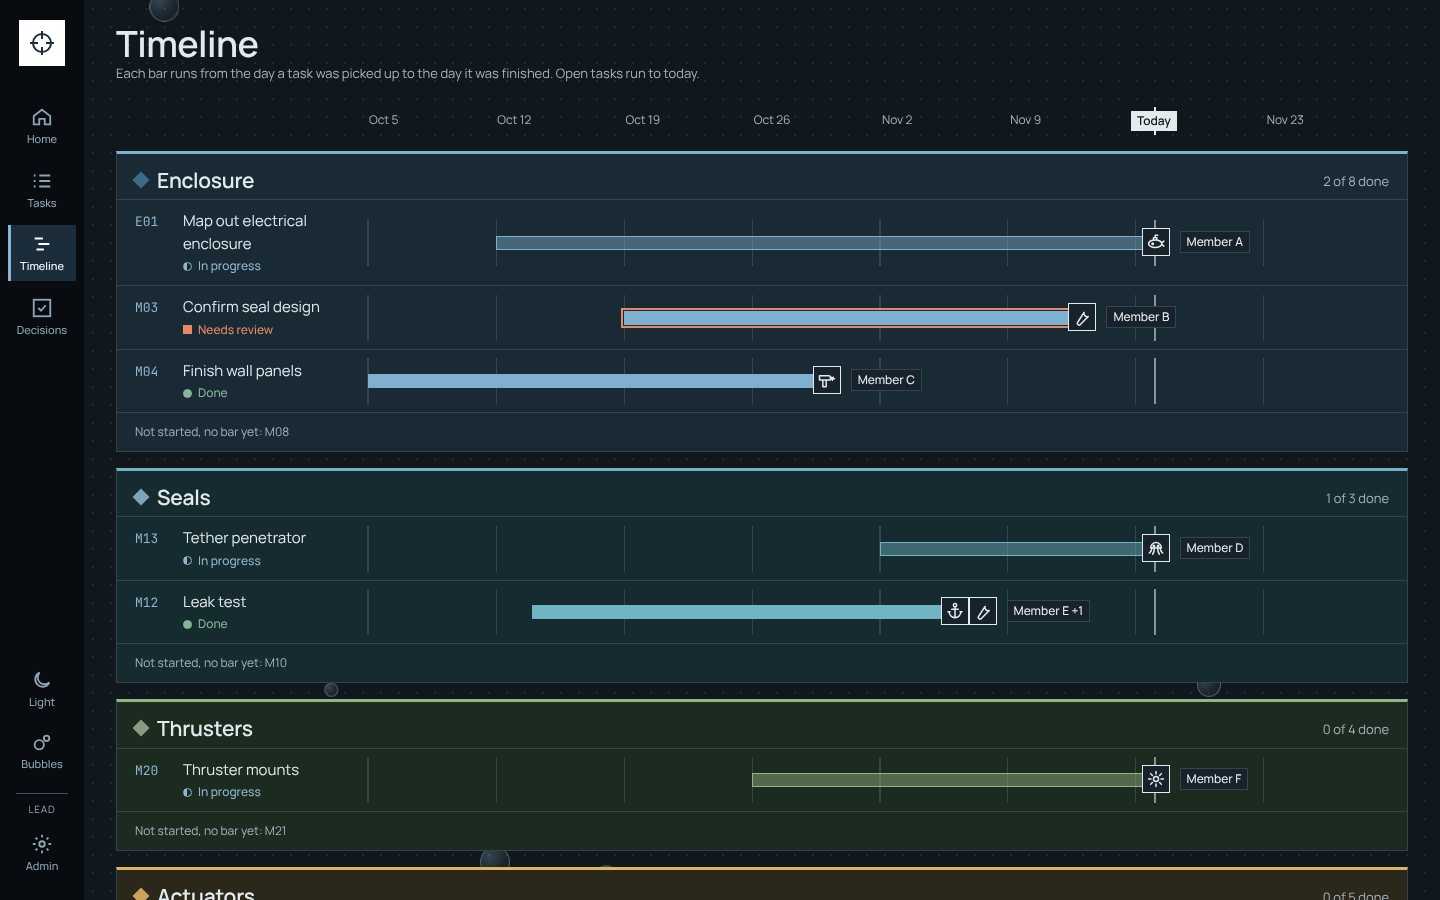 Timeline
Each bar runs from the day a task was picked up to the day it was finished. Open tasks run to today.
Oct 5
Oct 12
Oct 19
Oct 26
Nov 2
Nov 9
Today
Nov 23
Home
Tasks
Timeline
Decisions
Light
Bubbles
LEAD
Admin
Enclosure
2 of 8 done
E01
Map out electrical
enclosure
In progress
Member A
M03
Confirm seal design
Needs review
Member B
M04
Finish wall panels
Done
Member C
Not started, no bar yet: M08
Seals
1 of 3 done
M13
Tether penetrator
In progress
Member D
M12
Leak test
Done
Member E +1
Not started, no bar yet: M10
Thrusters
0 of 4 done
M20
Thruster mounts
In progress
Member F
Not started, no bar yet: M21
Actuators
0 of 5 done